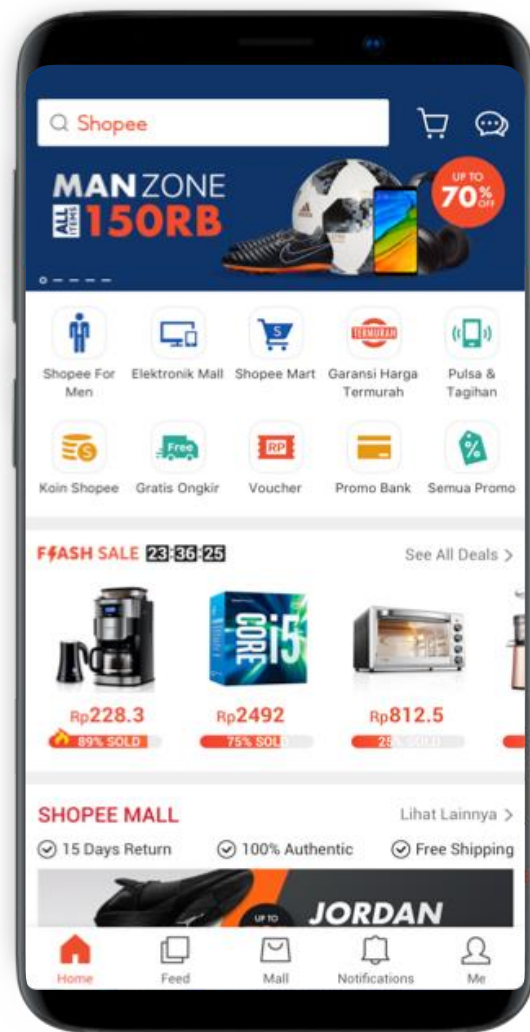 Shopee
MAN ZONE
ALL ITEMS 150RB
UP TO
70% OFF
Shopee For Men
Elektronik Mall
Shopee Mart
TERMURAH
Garansi Harga Termurah
Pulsa & Tagihan
Koin Shopee
Free
Gratis Ongkir
RP
Voucher
Promo Bank
%
Semua Promo
FLASH SALE 23:36:25
See All Deals >
CORE i5
Rp228.3
Rp2492
Rp812.5
89% SOLD
75% SOLD
25% SOLD
SHOPEE MALL
Lihat Lainnya >
15 Days Return
100% Authentic
Free Shipping
UP TO
JORDAN
Home
Feed
Mall
Notifications
Me